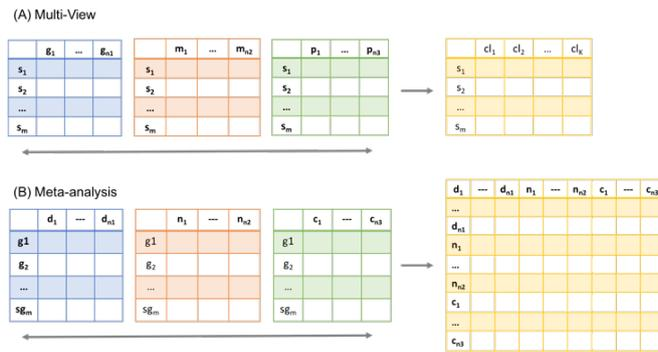 (A) Multi-View
g1 ... gn1
s1
s2
...
sm
m1 ... mn2
s1
s2
...
sm
p1 ... pn3
s1
s2
...
sm
cl1 cl2 ... clK
s1
s2
...
sm
(B) Meta-analysis
d1 --- dn1
g1
g2
...
sgm
n1 --- nn2
g1
g2
...
sgm
c1 --- cn3
g1
g2
...
sgm
d1 --- dn1 n1 --- nn2 c1 --- cn3
...
dn1
n1
...
nn2
c1
...
cn3